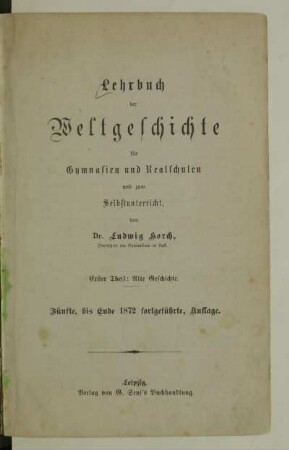 Lehrbuch
der
Weltgeschichte
für
Gymnasien und Realschulen
und zum
Selbstunterricht,
von
Dr. Ludwig
Erster Theil: Alte Geschichte.
Fünfte, bis Ende 1872 fortgeführte, Auflage.
Leipzig,
Verlag von G. Senf's Buchhandlung.